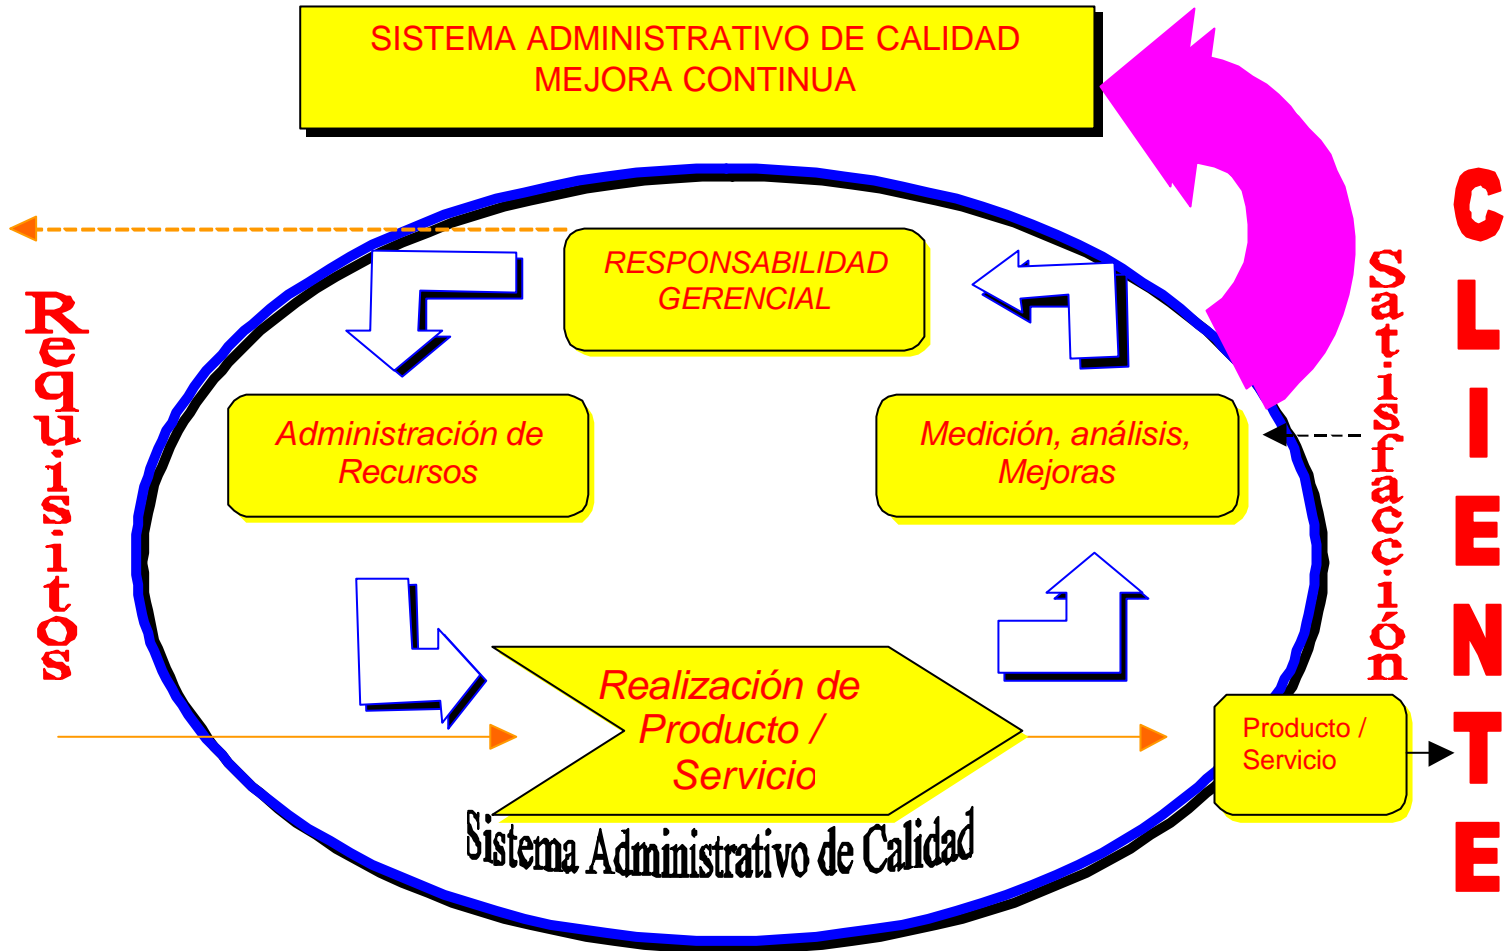 SISTEMA ADMINISTRATIVO DE CALIDAD
MEJORA CONTINUA
RESPONSABILIDAD
GERENCIAL
Administración de
Recursos
Medición, análisis,
Mejoras
Realización de
Producto /
Servicio
Producto /
Servicio
Sistema Administrativo de Calidad
Requisitos
Satisfacción
CLIENTE